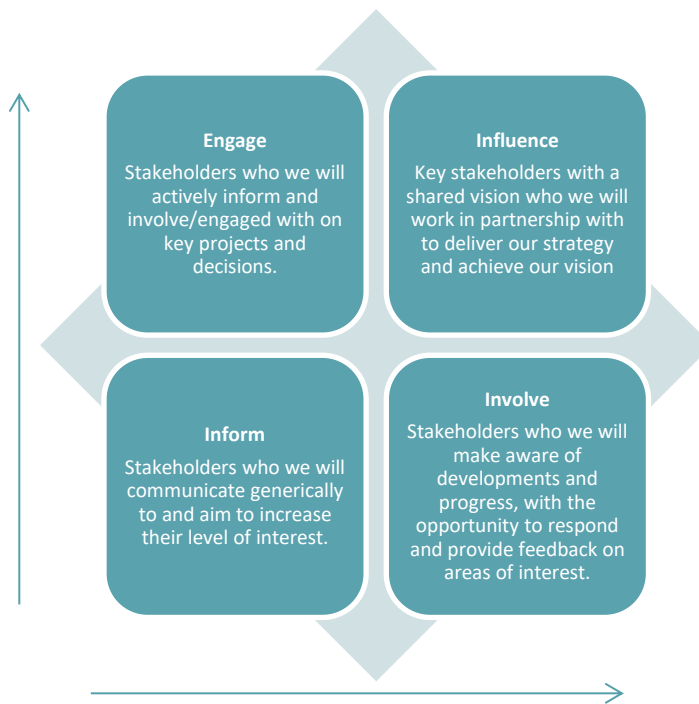 Engage
Stakeholders who we will
actively inform and
involve/engaged with on
key projects and
decisions.
Influence
Key stakeholders with a
shared vision who we will
work in partnership with
to deliver our strategy
and achieve our vision
Inform
Stakeholders who we will
communicate generically
to and aim to increase
their level of interest.
Involve
Stakeholders who we will
make aware of
developments and
progress, with the
opportunity to respond
and provide feedback on
areas of interest.